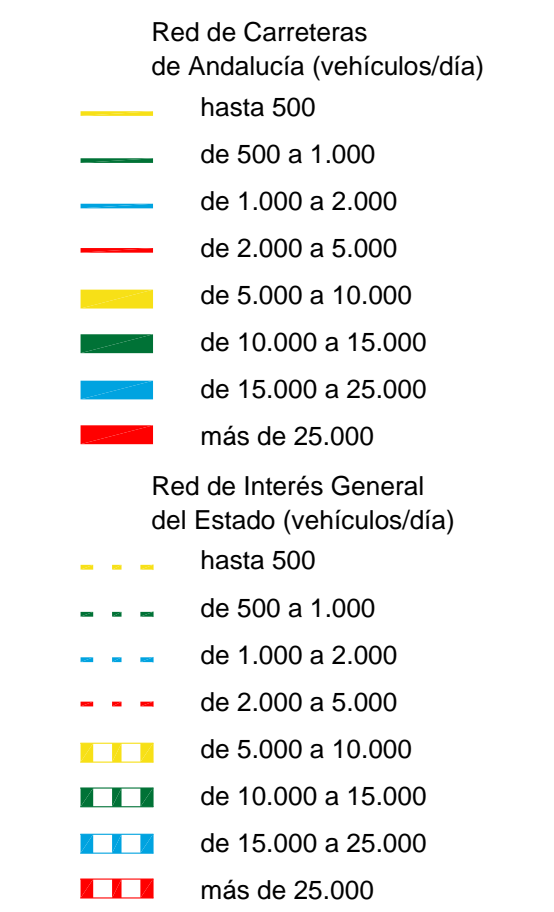 Red de Carreteras
de Andalucía (vehículos/día)
hasta 500
de 500 a 1.000
de 1.000 a 2.000
de 2.000 a 5.000
de 5.000 a 10.000
de 10.000 a 15.000
de 15.000 a 25.000
más de 25.000
Red de Interés General
del Estado (vehículos/día)
hasta 500
de 500 a 1.000
de 1.000 a 2.000
de 2.000 a 5.000
de 5.000 a 10.000
de 10.000 a 15.000
de 15.000 a 25.000
más de 25.000